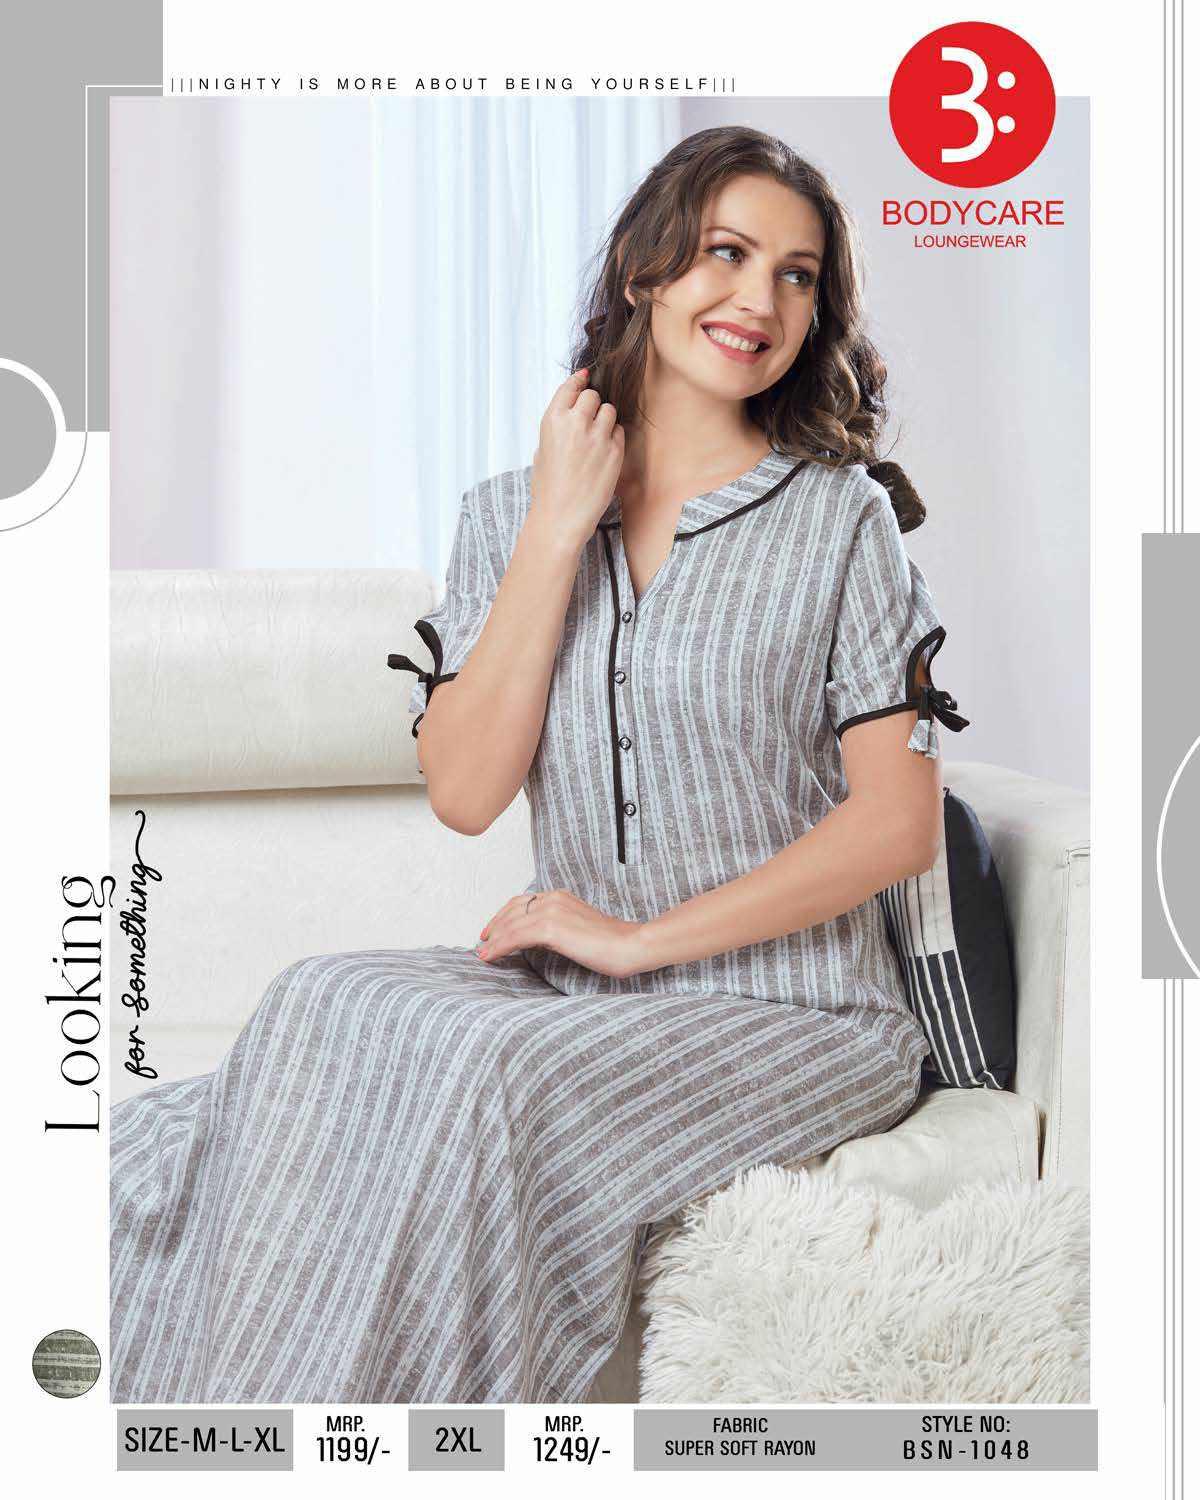 |||NIGHTY IS MORE ABOUT BEING YOURSELF|||
B:
BODYCARE
LOUNGEWEAR
Looking
for something
SIZE-M-L-XL
MRP.
1199/-
2XL
MRP.
1249/-
FABRIC
SUPER SOFT RAYON
STYLE NO:
BSN-1048